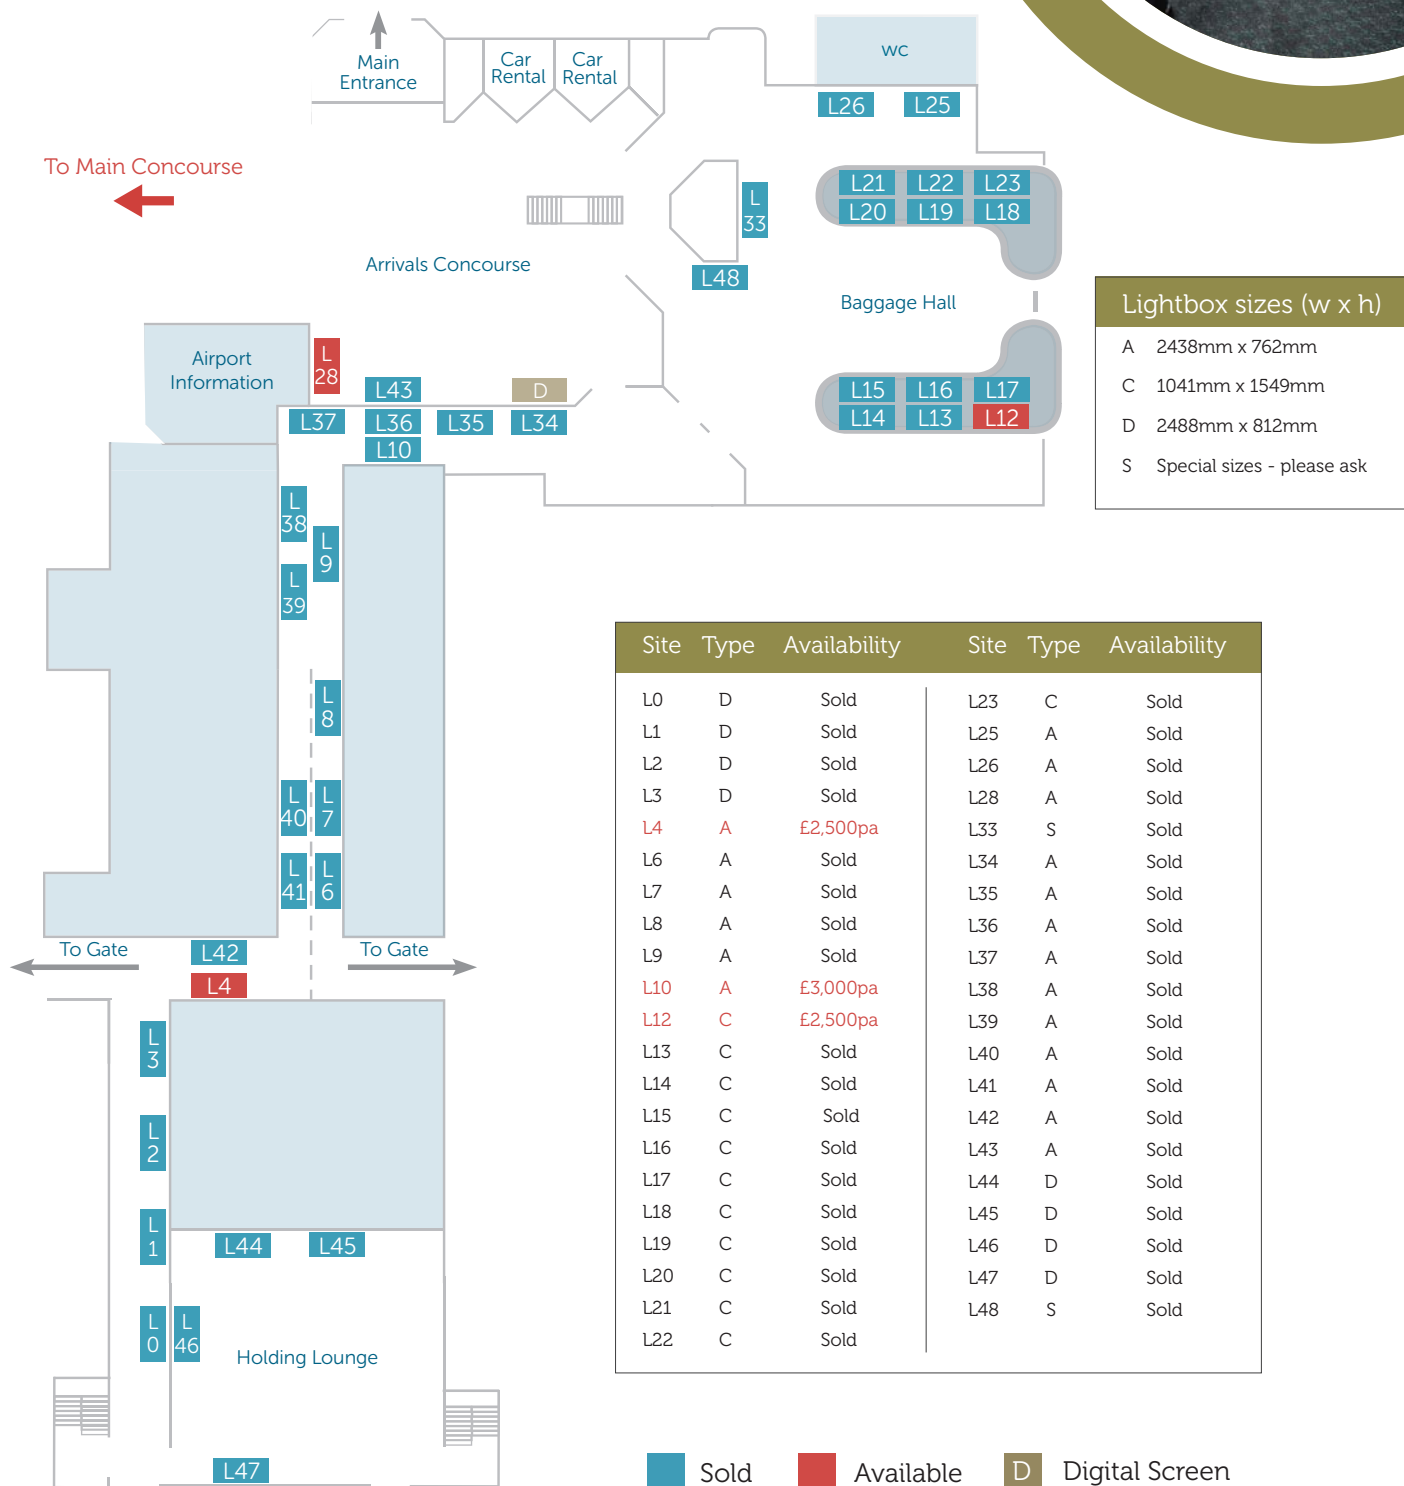 Main
Entrance
Car
Rental
Car
Rental
wc
L26
L25
To Main Concourse
L21
L22
L23
L20
L19
L18
L
33
L48
Arrivals Concourse
Baggage Hall
Lightbox sizes (w x h)
A 2438mm x 762mm
C 1041mm x 1549mm
D 2488mm x 812mm
S Special sizes - please ask
Airport
Information
L
28
L43
D
L37
L36
L35
L34
L10
L15
L16
L17
L14
L13
L12
L
38
L
9
L
39
L
8
L
40
L
7
L
41
L
6
To Gate
L42
To Gate
L4
L
3
L
2
L
1
L44
L45
L
0
L
46
Holding Lounge
L47
Site Type Availability Site Type Availability
L0 D Sold L23 C Sold
L1 D Sold L25 A Sold
L2 D Sold L26 A Sold
L3 D Sold L28 A Sold
L4 A £2,500pa L33 S Sold
L6 A Sold L34 A Sold
L7 A Sold L35 A Sold
L8 A Sold L36 A Sold
L9 A Sold L37 A Sold
L10 A £3,000pa L38 A Sold
L12 C £2,500pa L39 A Sold
L13 C Sold L40 A Sold
L14 C Sold L41 A Sold
L15 C Sold L42 A Sold
L16 C Sold L43 A Sold
L17 C Sold L44 D Sold
L18 C Sold L45 D Sold
L19 C Sold L46 D Sold
L20 C Sold L47 D Sold
L21 C Sold L48 S Sold
L22 C Sold
Sold
Available
D Digital Screen